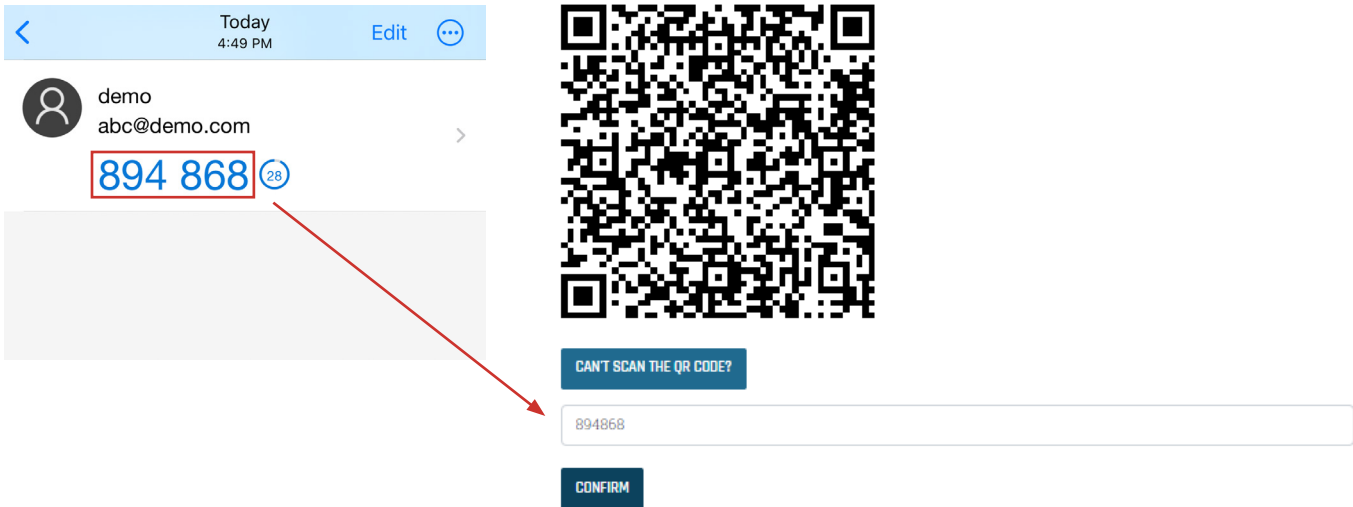 Today
4:49 PM
Edit
demo
abc@demo.com
894 868
28
CAN'T SCAN THE QR CODE?
894868
CONFIRM